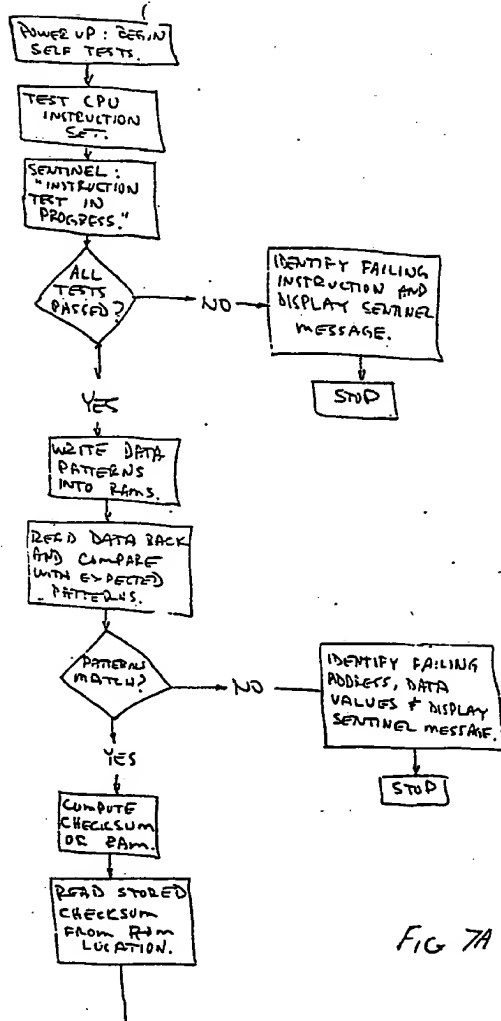 POWER UP: BEGIN
SELF TESTS.
TEST CPU
INSTRUCTION
SET.
SENTINEL:
"INSTRUCTION
TEST IN
PROGRESS."
ALL
TESTS
PASSED?
NO
IDENTIFY FAILING
INSTRUCTION AND
DISPLAY SENTINEL
MESSAGE.
STOP
YES
WRITE DATA
PATTERNS
INTO RAMS.
READ DATA BACK
AND COMPARE
WITH EXPECTED
PATTERNS.
PATTERNS
MATCH?
NO
IDENTIFY FAILING
ADDRESS, DATA
VALUES & DISPLAY
SENTINEL MESSAGE.
STOP
YES
COMPUTE
CHECKSUM
OF RAM.
READ STORED
CHECKSUM
FROM
LOCATION.
FIG 7A